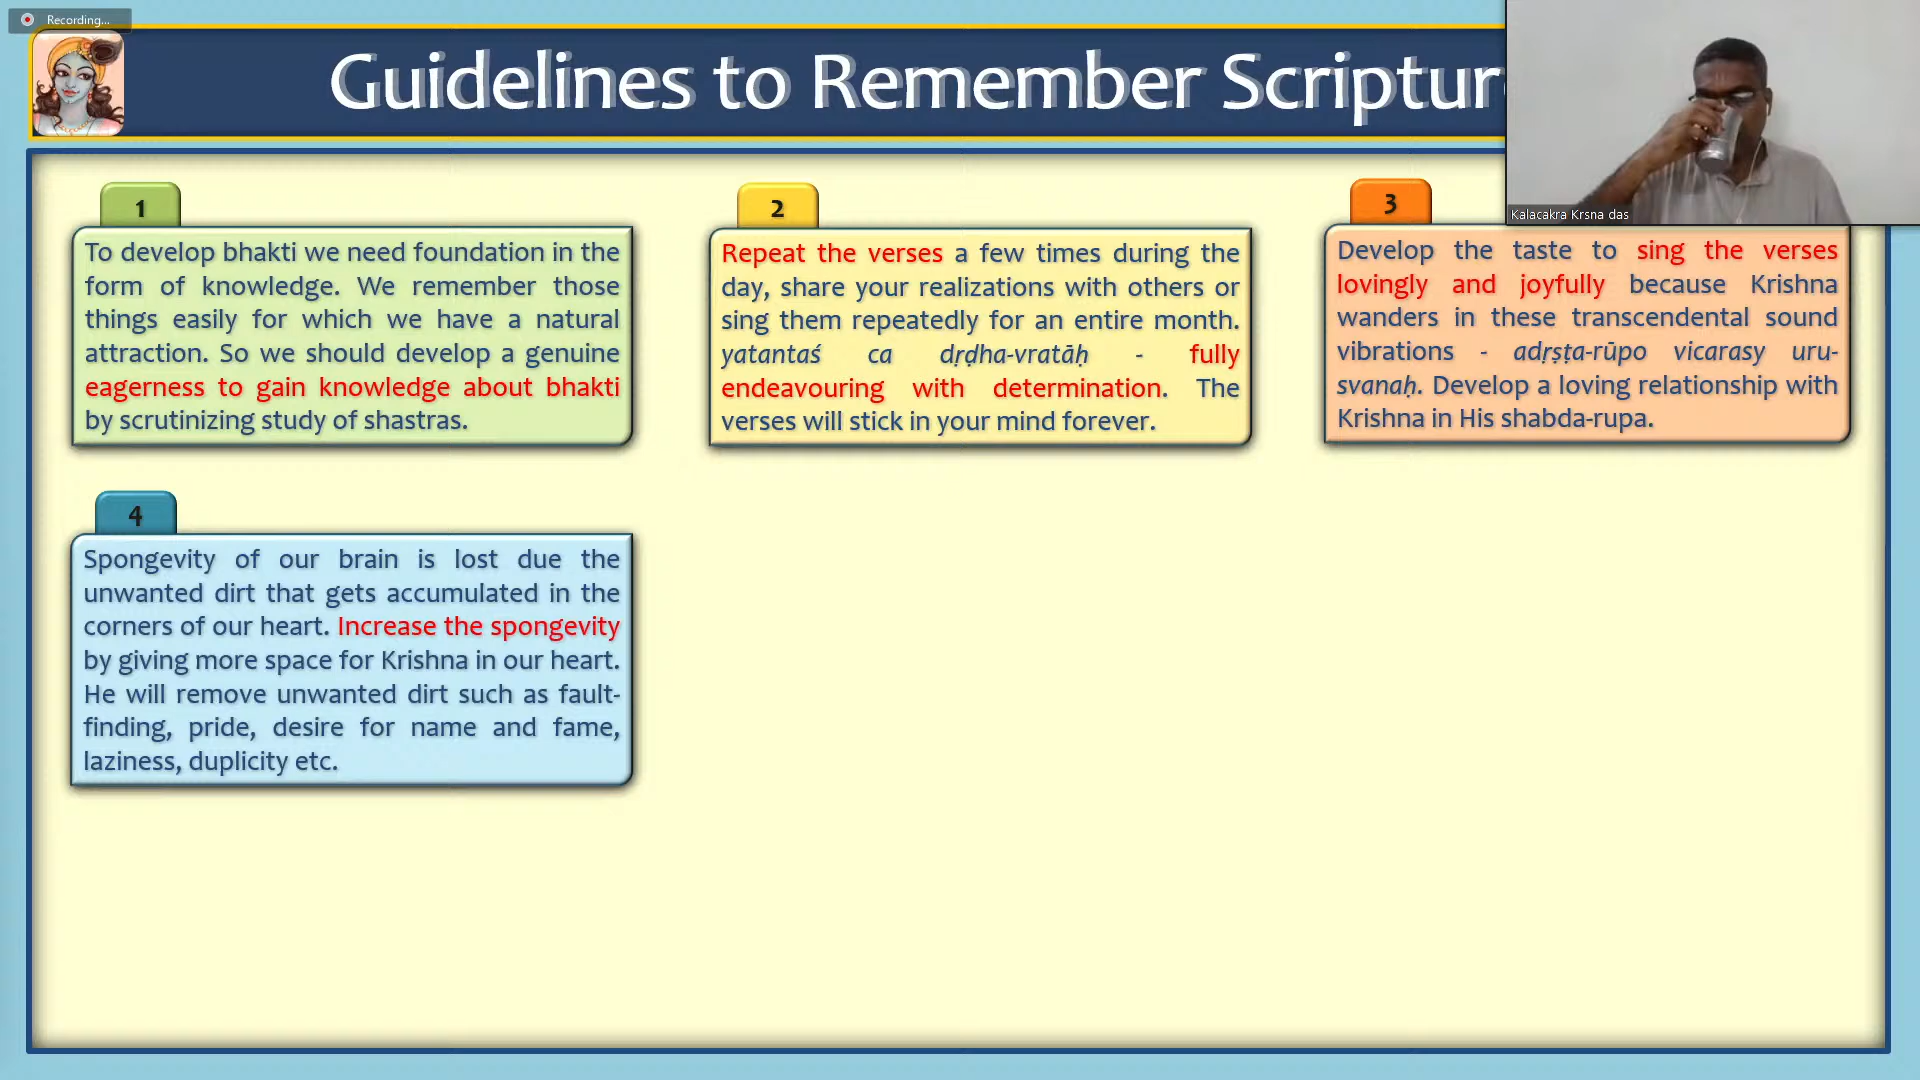 Recording...
Guidelines to Remember Scriptur
Kalacakra Krsna das
1
To develop bhakti we need foundation in the
form of knowledge. We remember those
things easily for which we have a natural
attraction. So we should develop a genuine
eagerness to gain knowledge about bhakti
by scrutinizing study of shastras.
2
Repeat the verses a few times during the
day, share your realizations with others or
sing them repeatedly for an entire month.
yatantaś ca dṛḍha-vratāḥ - fully
endeavouring with determination. The
verses will stick in your mind forever.
3
Develop the taste to sing the verses
lovingly and joyfully because Krishna
wanders in these transcendental sound
vibrations - adṛṣṭa-rūpo vicarasy uru-
svanaḥ. Develop a loving relationship with
Krishna in His shabda-rupa.
4
Spongevity of our brain is lost due the
unwanted dirt that gets accumulated in the
corners of our heart. Increase the spongevity
by giving more space for Krishna in our heart.
He will remove unwanted dirt such as fault-
finding, pride, desire for name and fame,
laziness, duplicity etc.